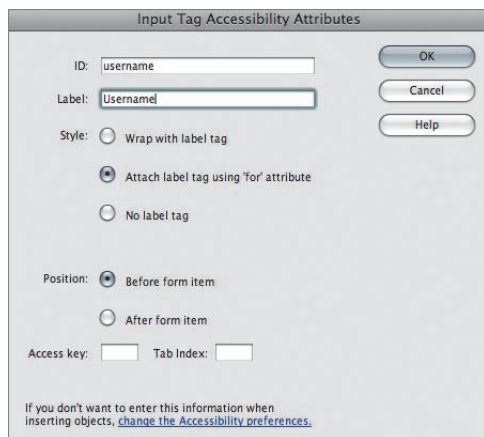 Input Tag Accessibility Attributes
ID: username
OK
Label: Username
Cancel
Style: Wrap with label tag
Help
Attach label tag using 'for' attribute
No label tag
Position: Before form item
After form item
Access key: Tab Index:
If you don't want to enter this information when
inserting objects, change the Accessibility preferences.